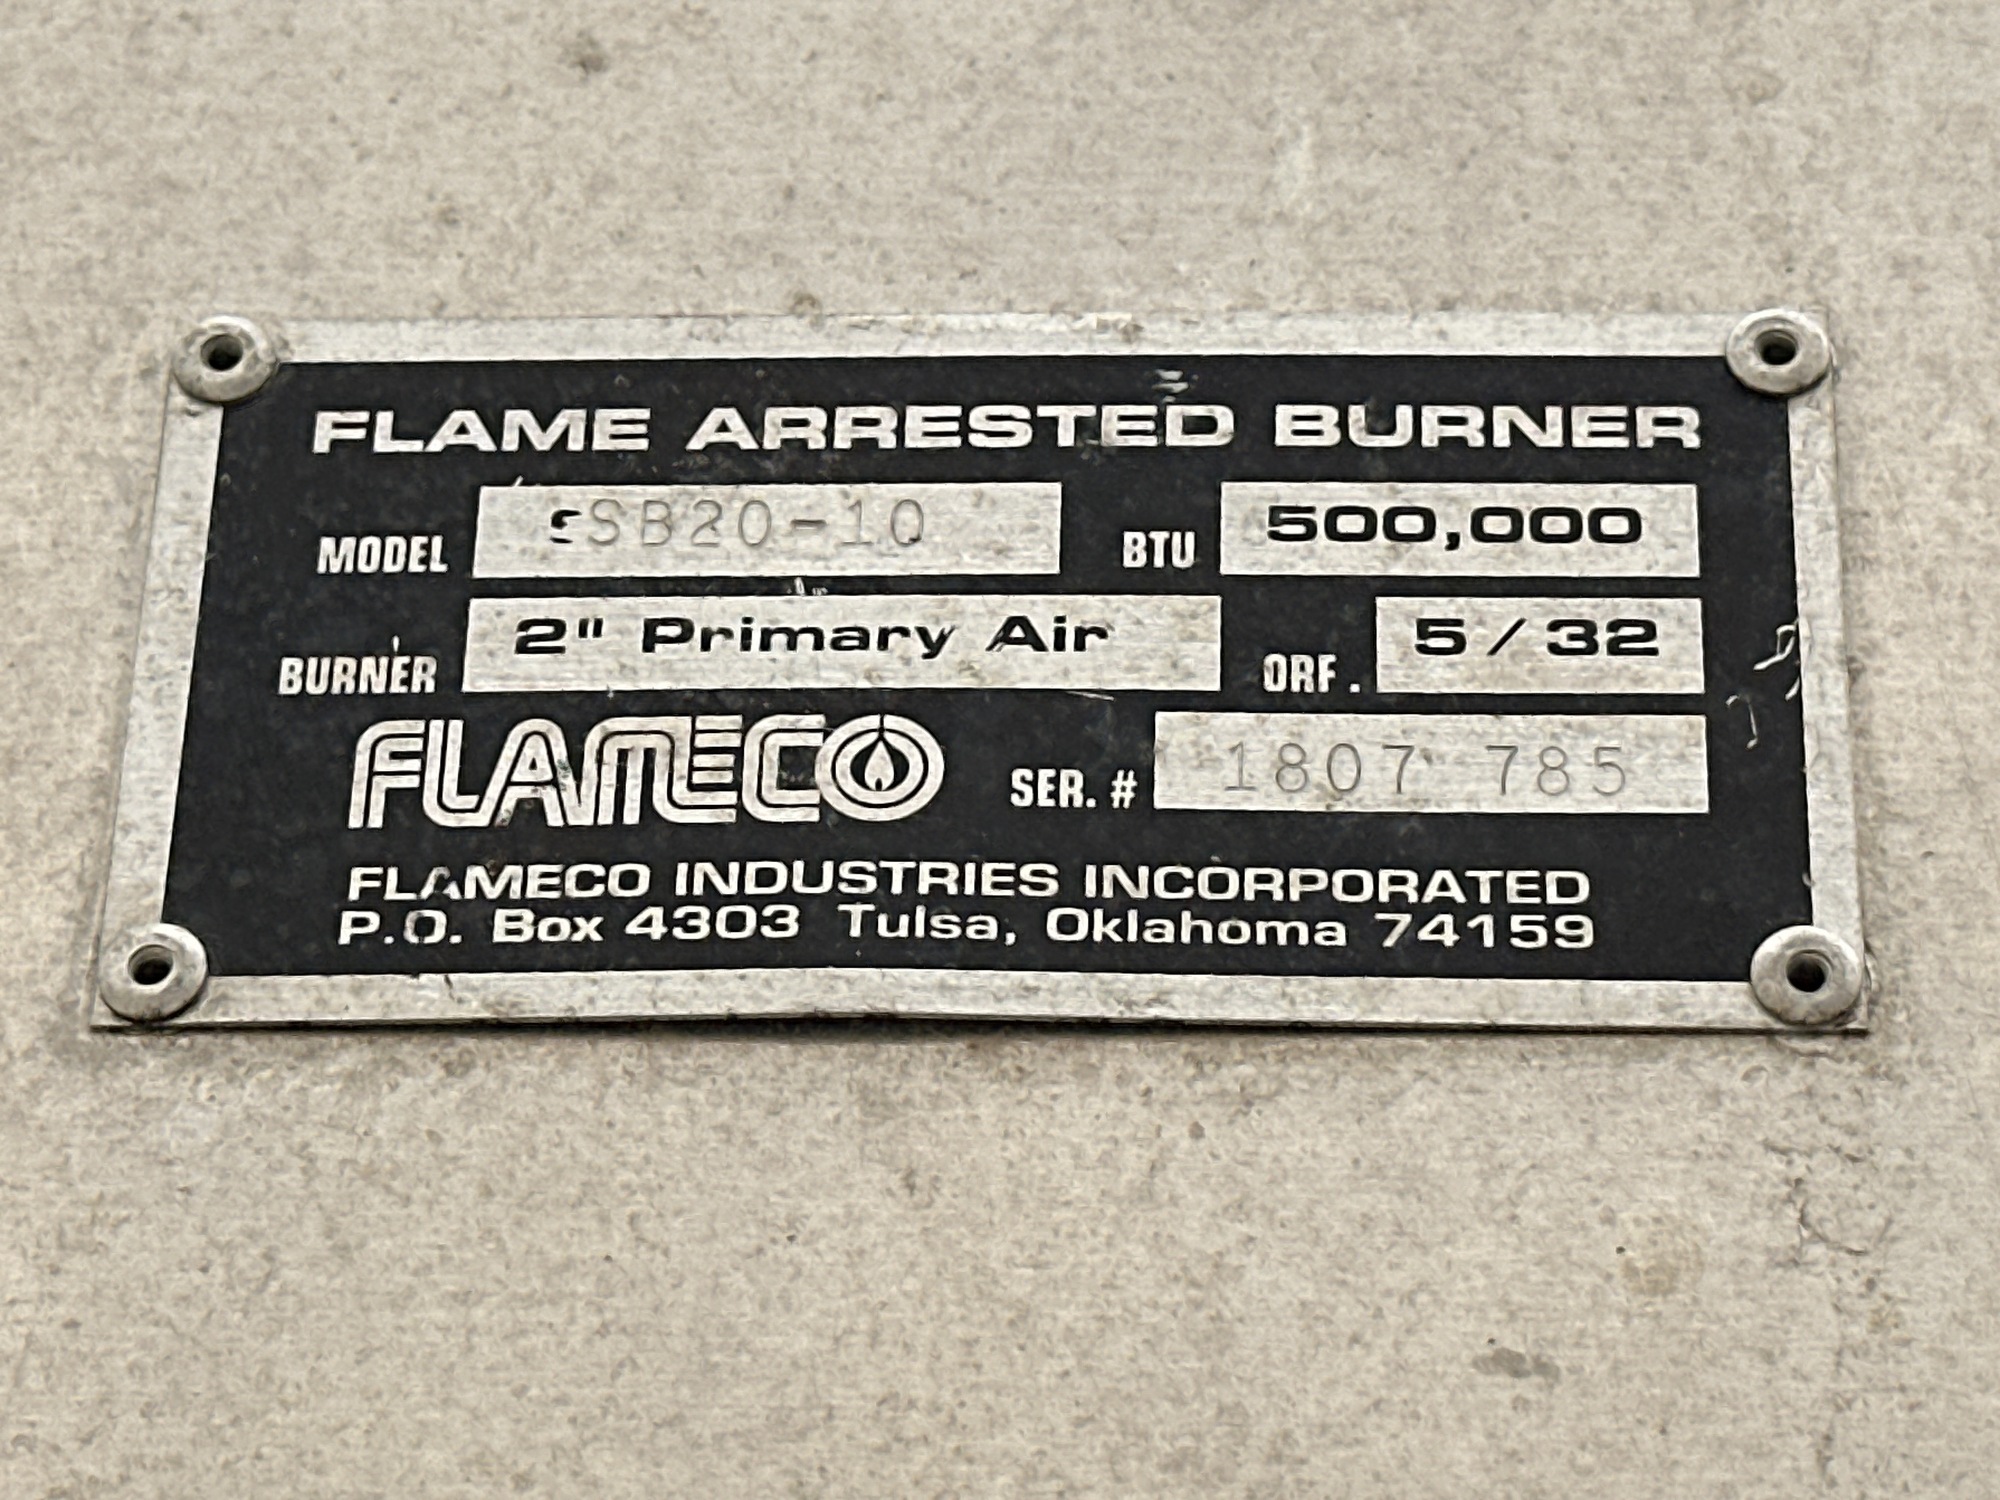 FLAME ARRESTED BURNER
MODEL SB20-10 BTU 500,000
BURNER 2" Primary Air ORF. 5/32
FLAMECO SER. # 1807 785
FLAMECO INDUSTRIES INCORPORATED
P.O. Box 4303 Tulsa, Oklahoma 74159